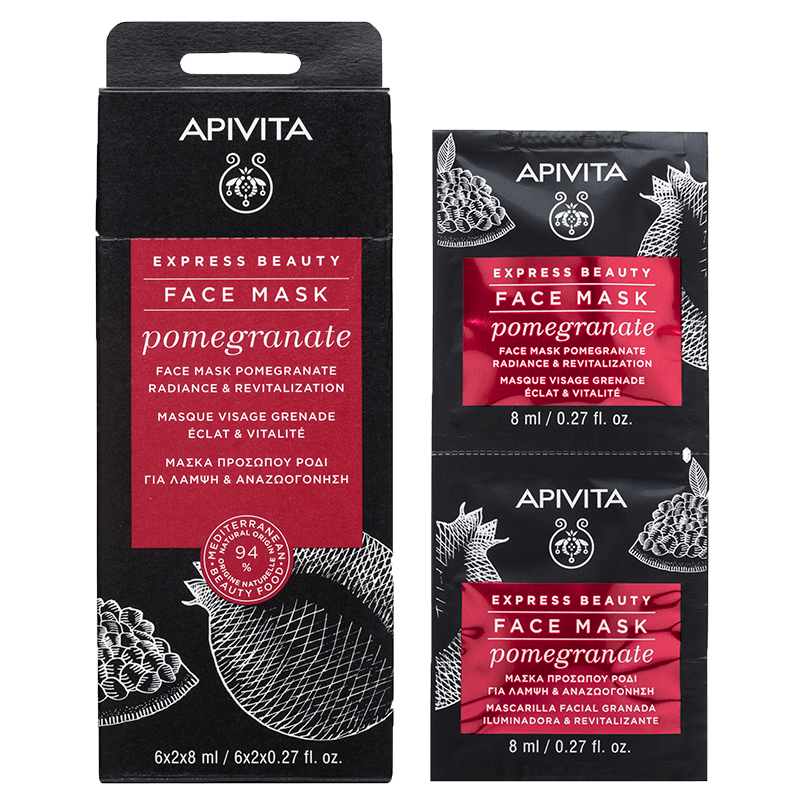 APIVITA
EXPRESS BEAUTY
FACE MASK
pomegranate
FACE MASK POMEGRANATE
RADIANCE & REVITALIZATION
MASQUE VISAGE GRENADE
ÉCLAT & VITALITÉ
ΜΑΣΚΑ ΠΡΟΣΩΠΟΥ ΡΟΔΙ
ΓΙΑ ΛΑΜΨΗ & ΑΝΑΖΩΟΓΟΝΗΣΗ
MEDITERRANEAN
NATURAL ORIGIN
94
%
ORIGINE NATURELLE
BEAUTY FOOD
6x2x8 ml / 6x2x0.27 fl. oz.
APIVITA
EXPRESS BEAUTY
FACE MASK
pomegranate
FACE MASK POMEGRANATE
RADIANCE & REVITALIZATION
MASQUE VISAGE GRENADE
ÉCLAT & VITALITÉ
8 ml / 0.27 fl. oz.
APIVITA
EXPRESS BEAUTY
FACE MASK
pomegranate
ΜΑΣΚΑ ΠΡΟΣΩΠΟΥ ΡΟΔΙ
ΓΙΑ ΛΑΜΨΗ & ΑΝΑΖΩΟΓΟΝΗΣΗ
MASCARILLA FACIAL GRANADA
ILUMINADORA & REVITALIZANTE
8 ml / 0.27 fl. oz.